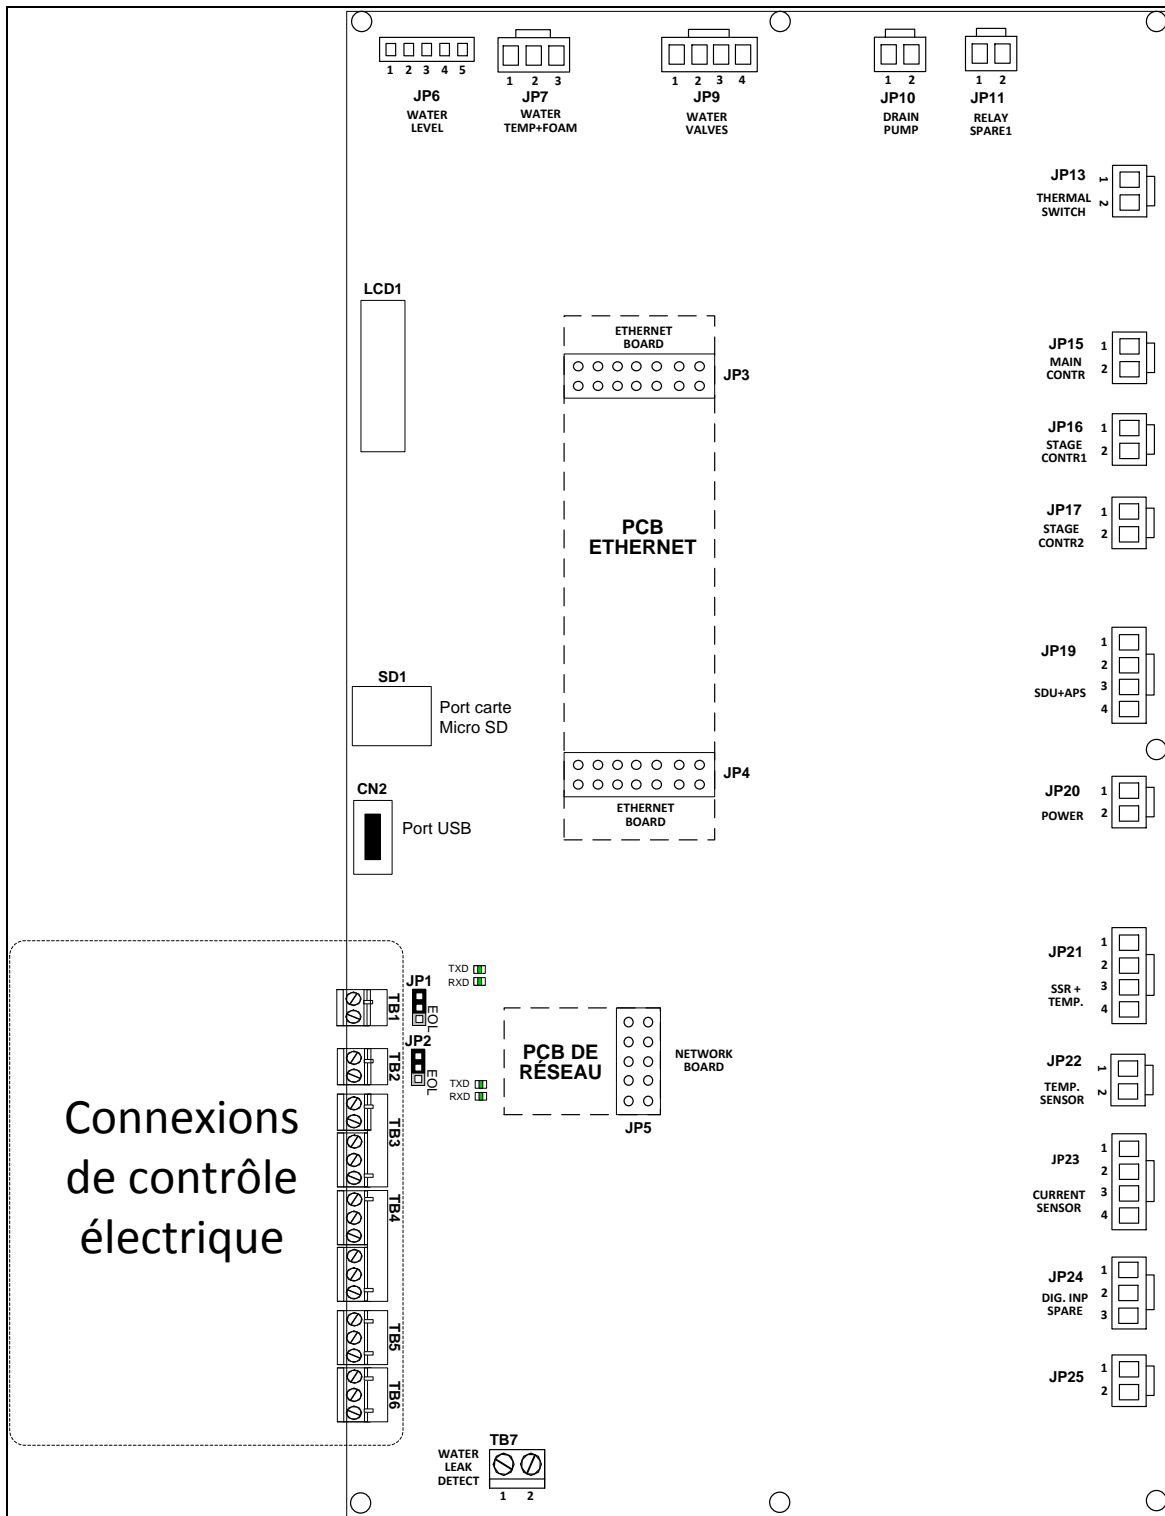 1 2 3 4 5
JP6
WATER
LEVEL
1 2 3
JP7
WATER
TEMP+FOAM
1 2 3 4
JP9
WATER
VALVES
1 2
JP10
DRAIN
PUMP
1 2
JP11
RELAY
SPARE1
JP13
THERMAL
SWITCH
1
2
LCD1
ETHERNET
BOARD
JP3
PCB
ETHERNET
JP15
MAIN
CONTR
1
2
JP16
STAGE
CONTR1
1
2
JP17
STAGE
CONTR2
1
2
JP19
SDU+APS
1
2
3
4
SD1
Port carte
Micro SD
JP4
ETHERNET
BOARD
CN2
Port USB
JP20
POWER
1
2
JP21
SSR +
TEMP.
1
2
3
4
TXD
RXD
JP1
EOL
TB1
JP2
EOL
TB2
TXD
RXD
PCB DE
RÉSEAU
NETWORK
BOARD
JP5
JP22
TEMP.
SENSOR
1
2
Connexions
de contrôle
électrique
TB3
TB4
TB5
TB6
JP23
CURRENT
SENSOR
1
2
3
4
JP24
DIG. INP
SPARE
1
2
3
JP25
1
2
TB7
WATER
LEAK
DETECT
1 2